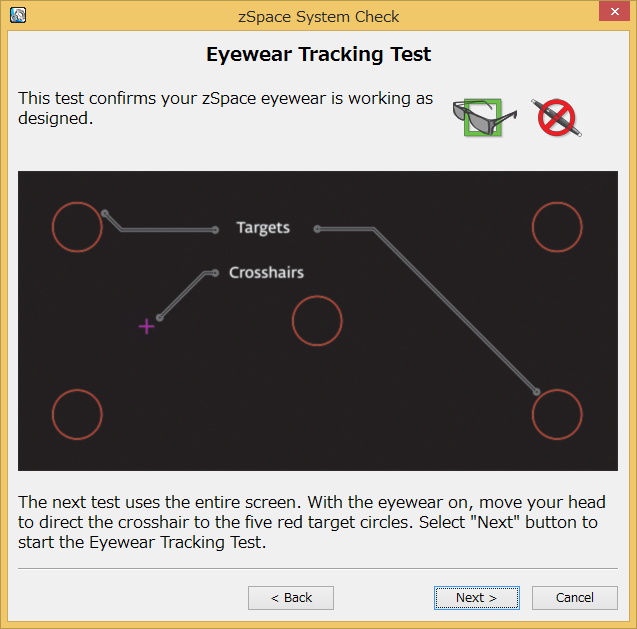 zSpace System Check
Eyewear Tracking Test
This test confirms your zSpace eyewear is working as
designed.
Targets
Crosshairs
The next test uses the entire screen. With the eyewear on, move your head
to direct the crosshair to the five red target circles. Select "Next" button to
start the Eyewear Tracking Test.
< Back
Next >
Cancel